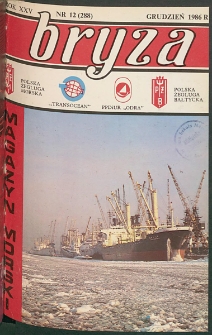 ROK XXV
NR 12 (288)
GRUDZIEŃ 1986 R
bryza
POLSKA
ŻEGLUGA
MORSKA
"TRANSOCEAN"
PPDIUR „ODRA”
POLSKA
ŻEGLUGA
BAŁTYCKA